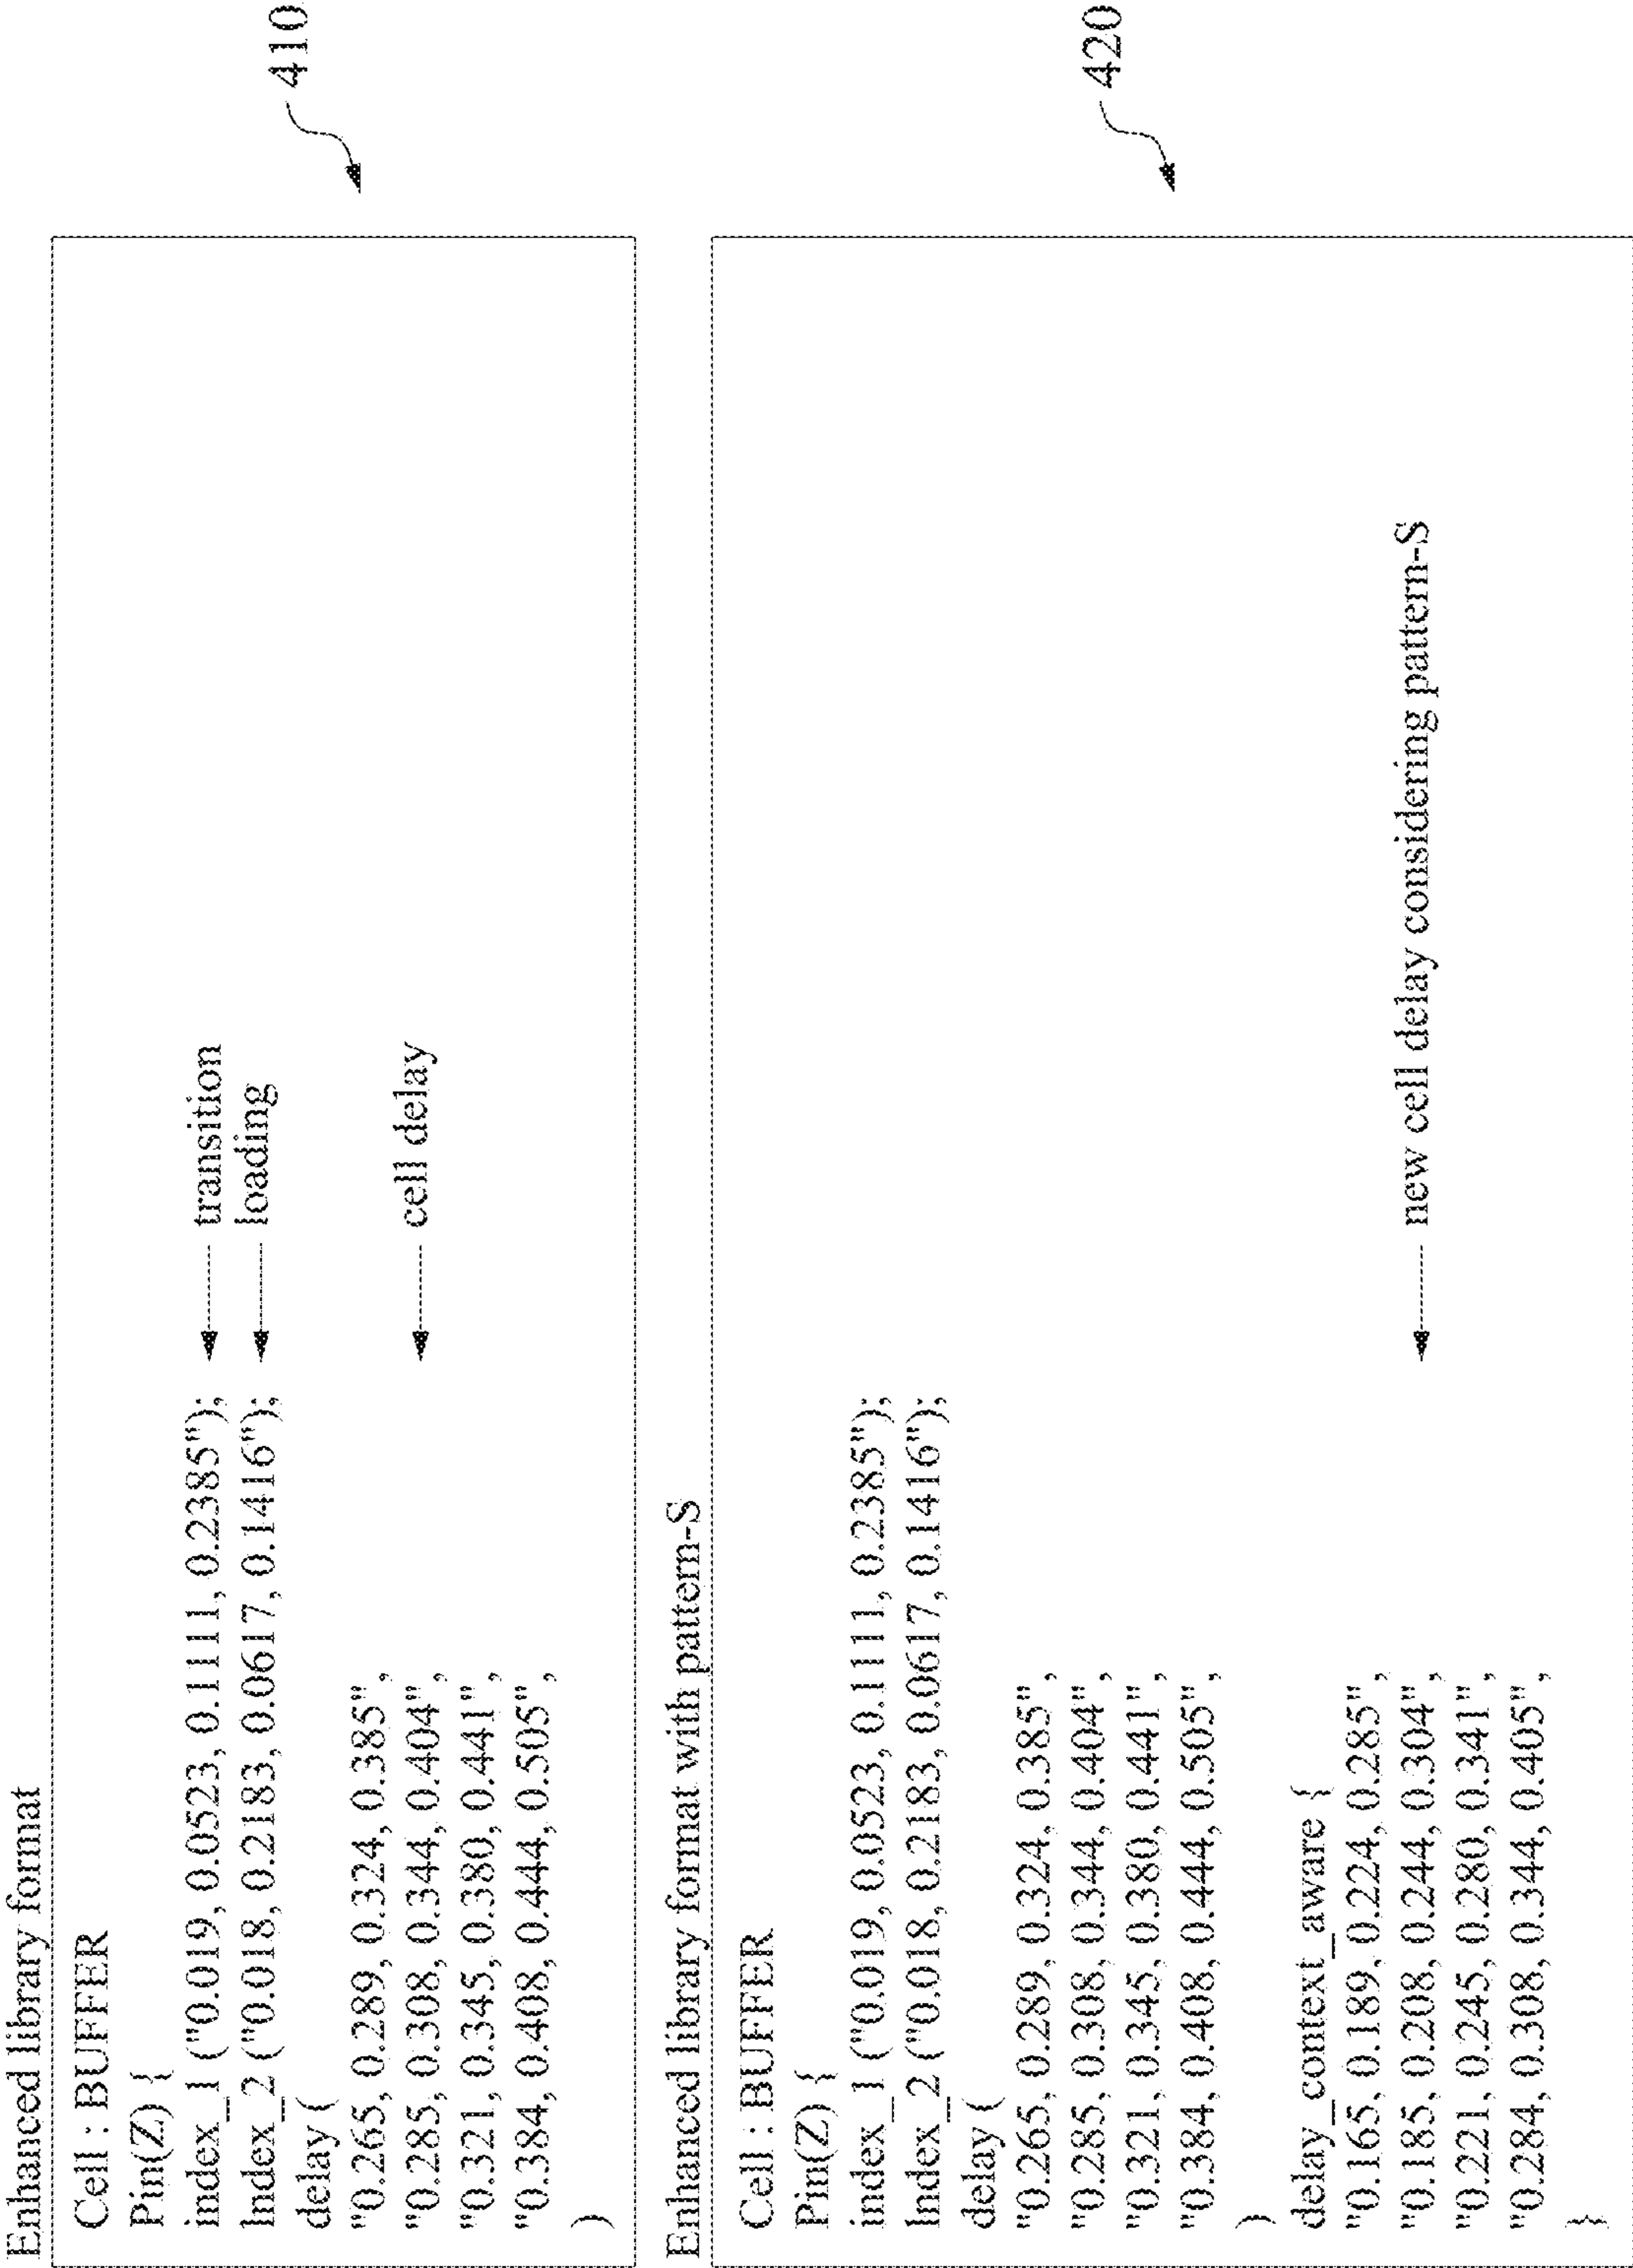 Enhanced library format
Cell : BUFFER
Pin(Z) {
index_1 ("0.019, 0.0523, 0.1111, 0.2385"); transition
Index_2 ("0.018, 0.2183, 0.0617, 0.1416"); loading
delay (
"0.265, 0.289, 0.324, 0.385",
"0.285, 0.308, 0.344, 0.404", cell delay
"0.321, 0.345, 0.380, 0.441",
"0.384, 0.408, 0.444, 0.505",
)
410
Enhanced library format with pattern-S
Cell : BUFFER
Pin(Z) {
index_1 ("0.019, 0.0523, 0.1111, 0.2385");
Index_2 ("0.018, 0.2183, 0.0617, 0.1416");
delay (
"0.265, 0.289, 0.324, 0.385",
"0.285, 0.308, 0.344, 0.404",
"0.321, 0.345, 0.380, 0.441",
"0.384, 0.408, 0.444, 0.505",
)
delay_context_aware {
"0.165, 0.189, 0.224, 0.285",
"0.185, 0.208, 0.244, 0.304", new cell delay considering pattern-S
"0.221, 0.245, 0.280, 0.341",
"0.284, 0.308, 0.344, 0.405",
}
420